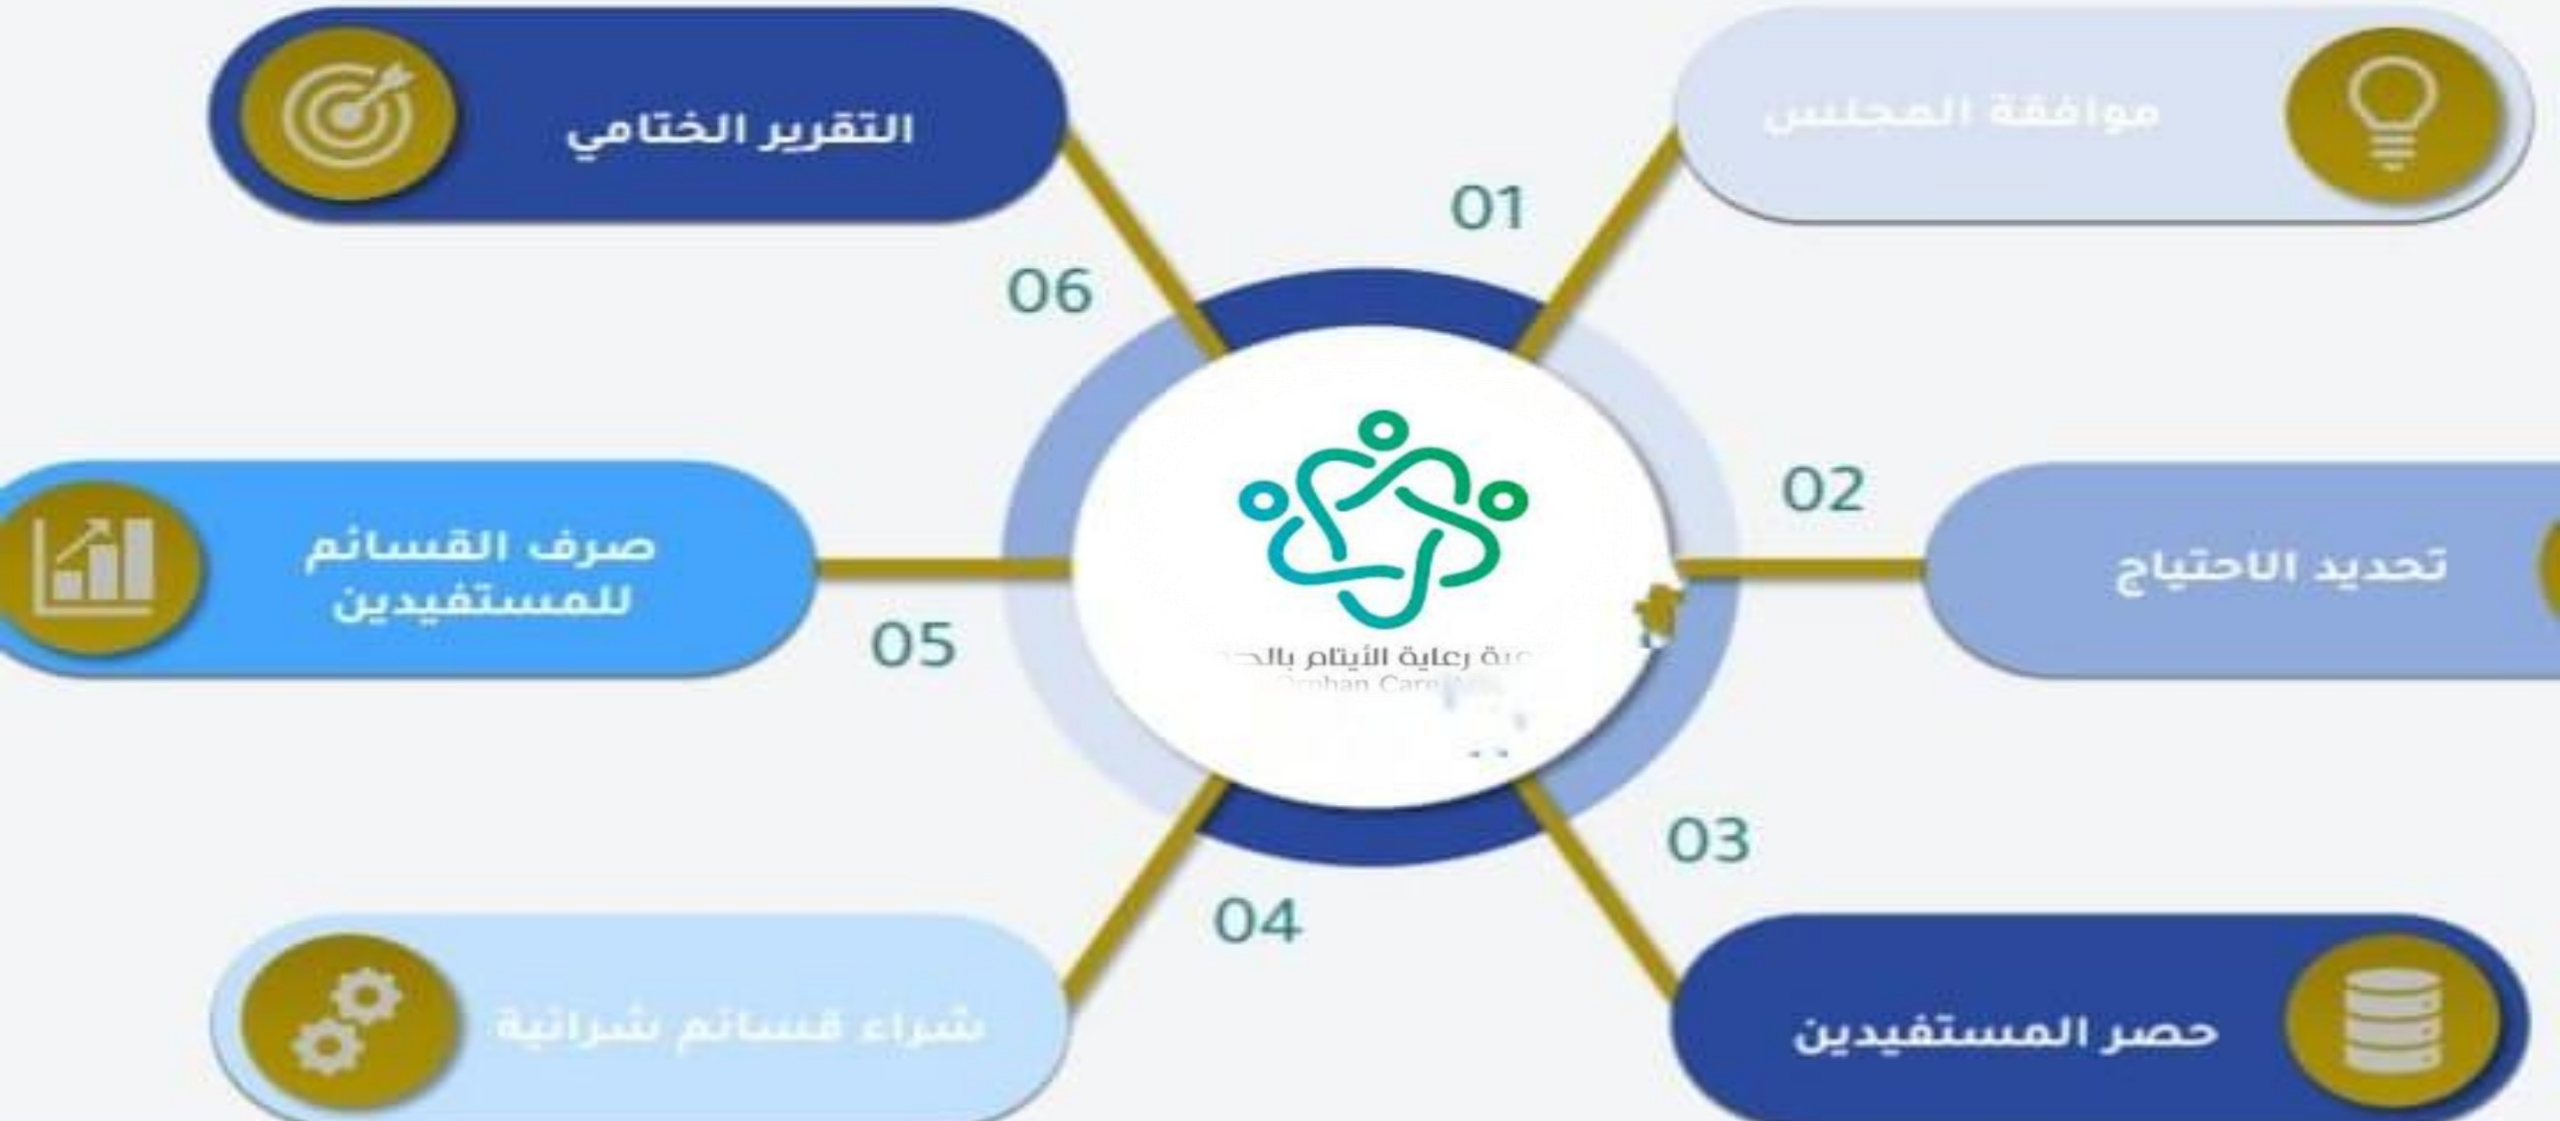 01
موافقة المجلس
02
تحديد الاحتياج
03
حصر المستفيدين
04
شراء قسائم شرائية
05
صرف القسائم
للمستفيدين
06
التقرير الختامي
رعاية الأيتام
Orphan Care